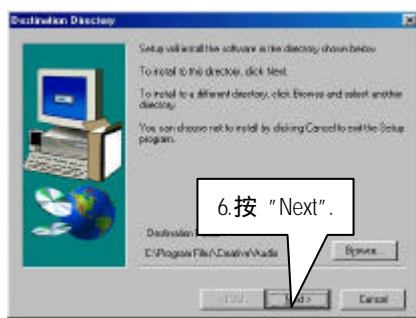 Destination Directory
Setup will install the software in the directory shown below
To install to this directory, click Next.
To install to a different directory, click Browse and select another
directory.
You can choose not to install by clicking Cancel to exit the Setup
program.
6.按 "Next".
Destination
C:\Program Files\Creative\Audio
Browse...
Next >
Cancel